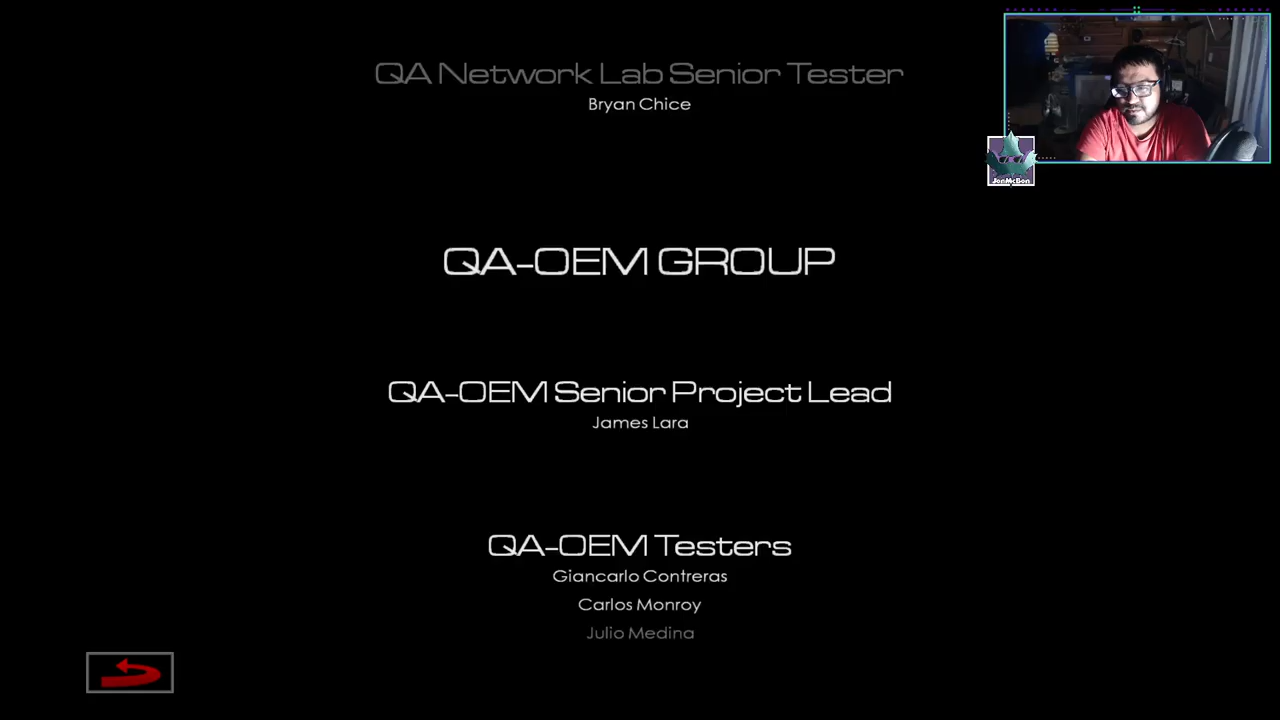 QA Network Lab Senior Tester
Bryan Chice
JonMcBon
QA-OEM GROUP
QA-OEM Senior Project Lead
James Lara
QA-OEM Testers
Giancarlo Contreras
Carlos Monroy
Julio Medina